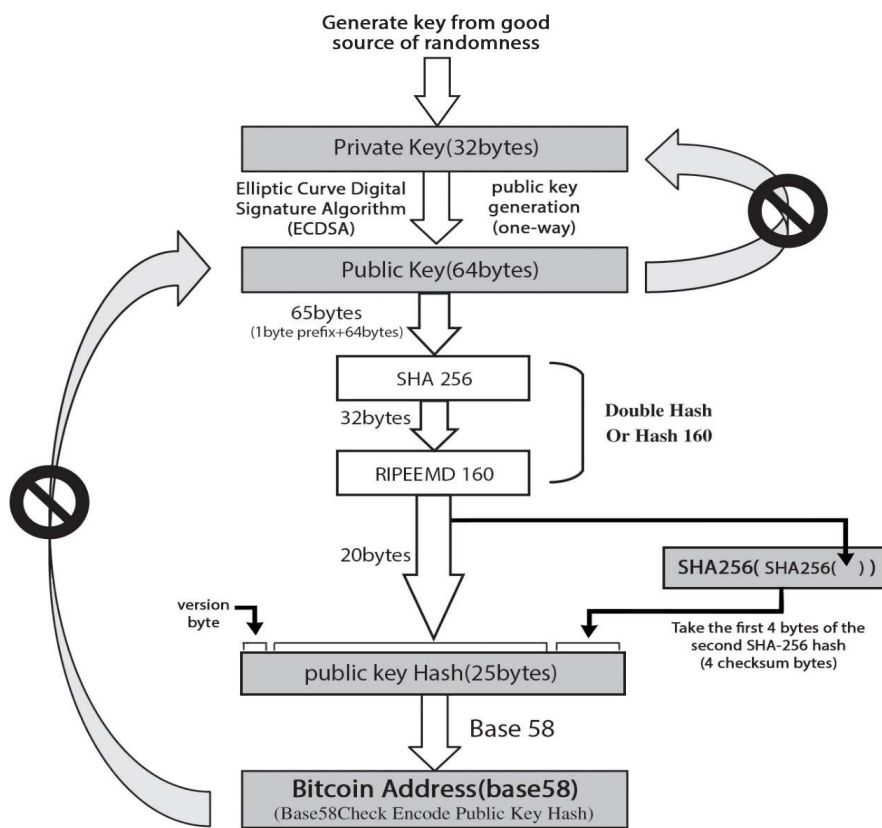 Generate key from good
source of randomness
Private Key(32bytes)
Elliptic Curve Digital
Signature Algorithm
(ECDSA)
public key
generation
(one-way)
Public Key(64bytes)
65bytes
(1byte prefix+64bytes)
SHA 256
32bytes
Double Hash
Or Hash 160
RIPEEMD 160
20bytes
SHA256( SHA256( ) )
version
byte
Take the first 4 bytes of the
second SHA-256 hash
(4 checksum bytes)
public key Hash(25bytes)
Base 58
Bitcoin Address(base58)
(Base58Check Encode Public Key Hash)